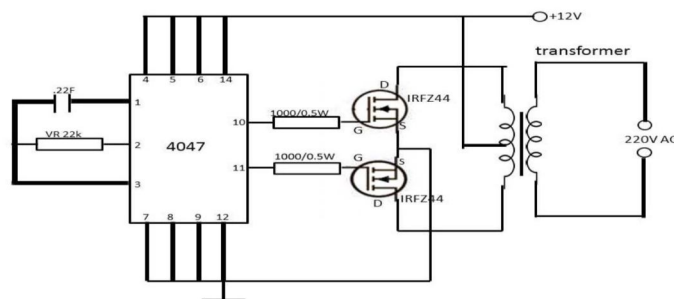 +12V
transformer
4 5 6 14
.22F
1
D
IRFZ44
1000/0.5W
10
G
S
VR 22k
2
4047
220V AC
1000/0.5W
G
S
11
3
IRFZ44
D
7 8 9 12